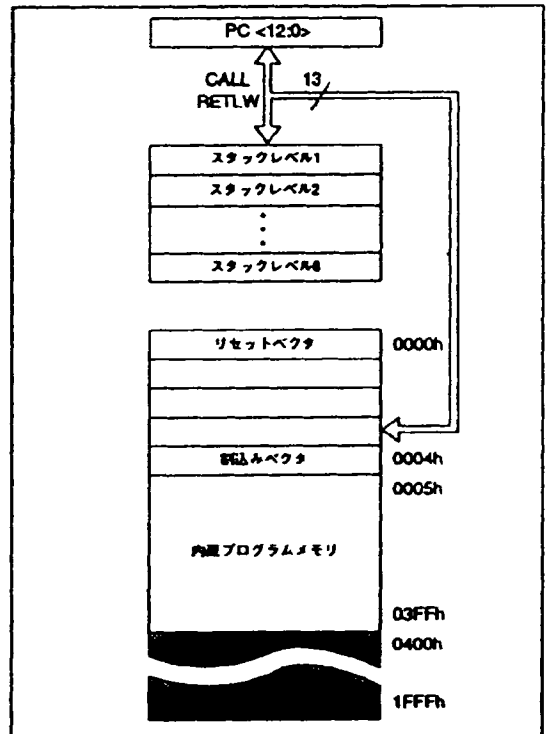 PC <12:0>
CALL
RETLW
13
スタックレベル1
スタックレベル2
スタックレベル8
リセットベクタ
0000h
割込みベクタ
0004h
0005h
内蔵プログラムメモリ
03FFh
0400h
1FFFh